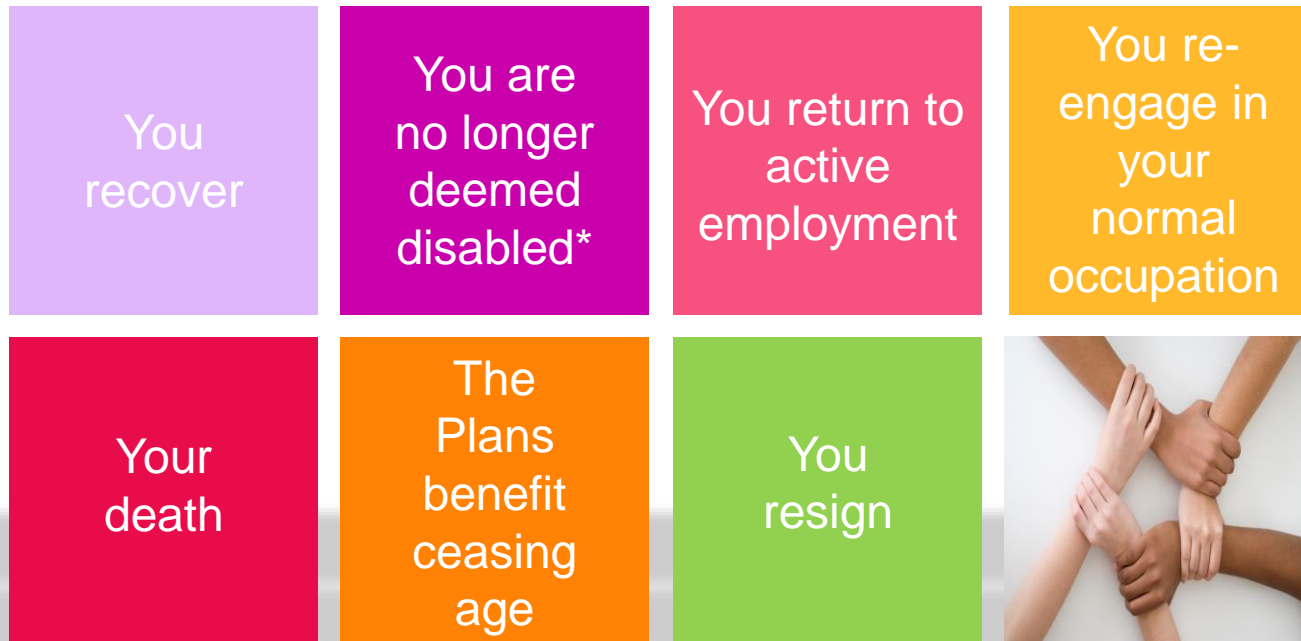 You
recover
You are
no longer
deemed
disabled*
You return to
active
employment
You re-
engage in
your
normal
occupation
Your
death
The
Plans
benefit
ceasing
age
You
resign